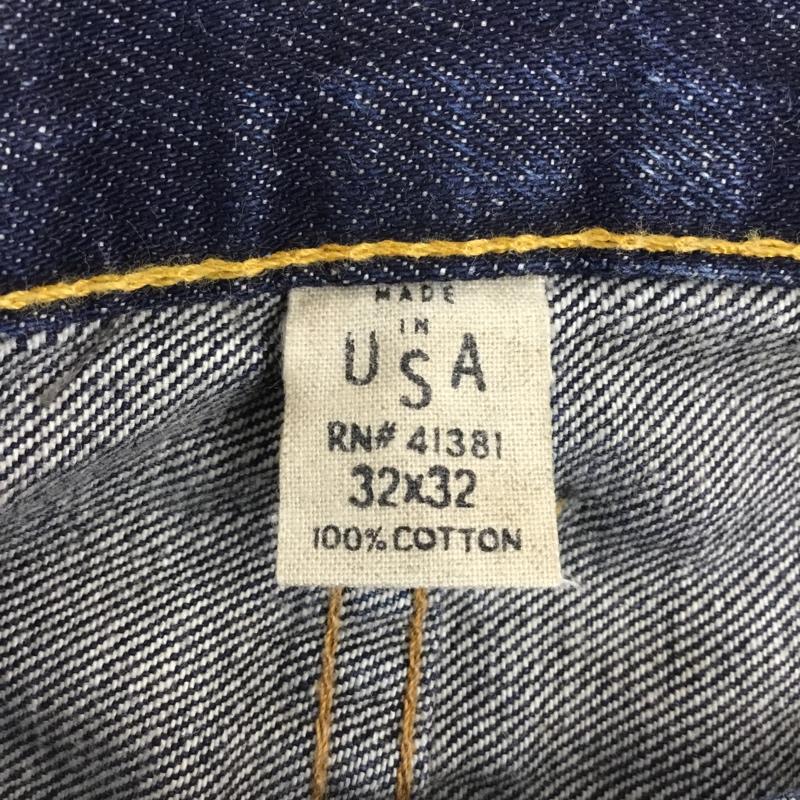 MADE
IN
USA
RN# 41381
32X32
100% COTTON